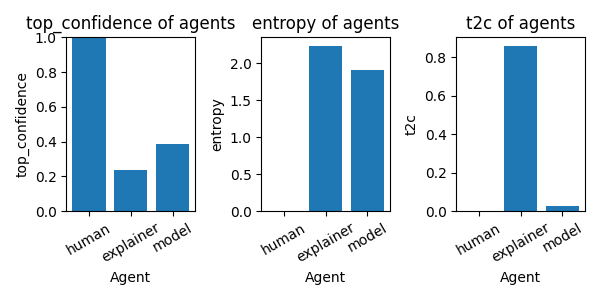 top_confidence of agents
entropy of agents
t2c of agents
top_confidence
1.0
0.8
0.6
0.4
0.2
0.0
human
explainer
model
Agent
entropy
2.0
1.5
1.0
0.5
0.0
human
explainer
model
Agent
t2c
0.8
0.6
0.4
0.2
0.0
human
explainer
model
Agent